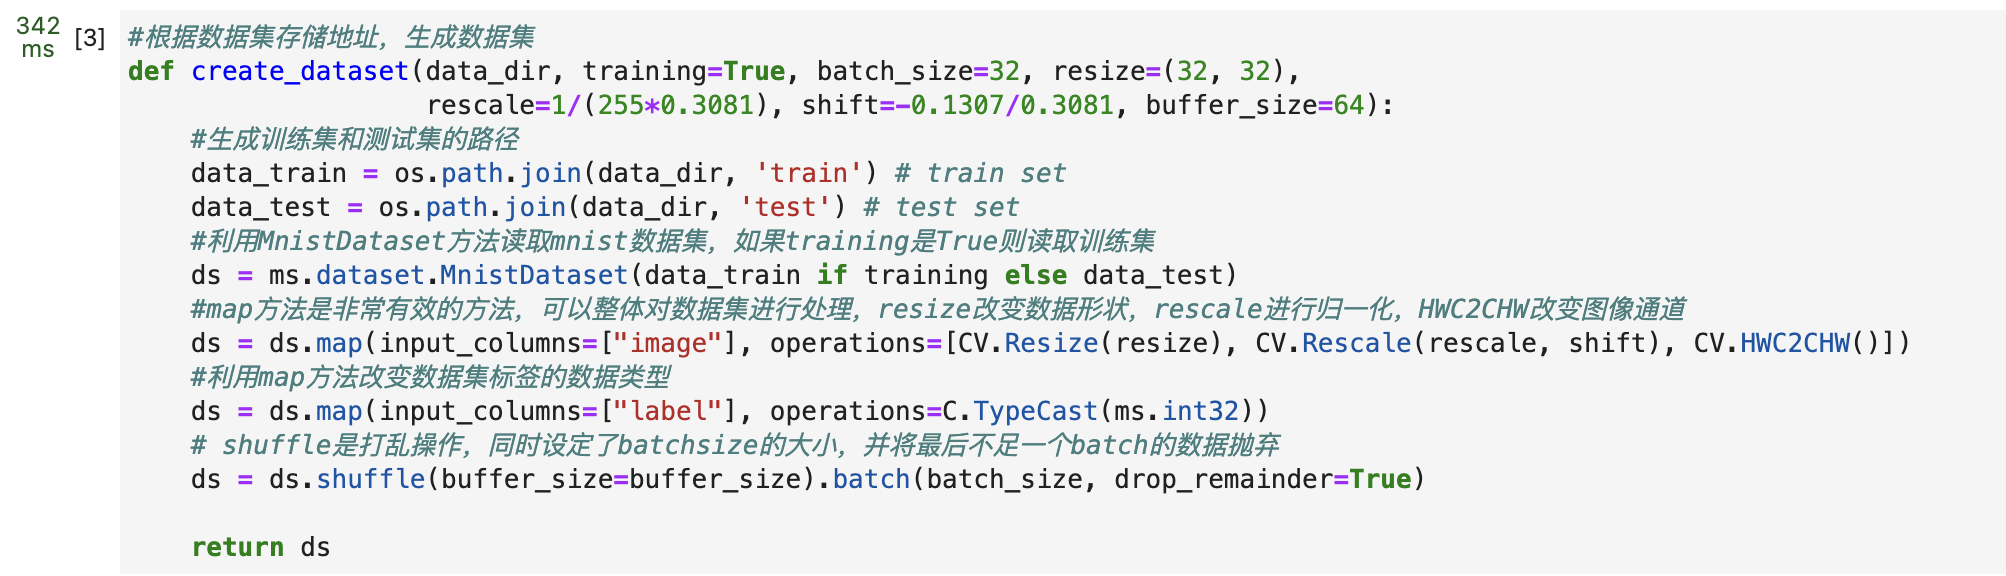 342
ms
[3]
#根据数据集存储地址，生成数据集
def create_dataset(data_dir, training=True, batch_size=32, resize=(32, 32),
                   rescale=1/(255*0.3081), shift=-0.1307/0.3081, buffer_size=64):
    #生成训练集和测试集的路径
    data_train = os.path.join(data_dir, 'train') # train set
    data_test = os.path.join(data_dir, 'test') # test set
    #利用MnistDataset方法读取mnist数据集，如果training是True则读取训练集
    ds = ms.dataset.MnistDataset(data_train if training else data_test)
    #map方法是非常有效的方法，可以整体对数据集进行处理，resize改变数据形状，rescale进行归一化，HWC2CHW改变图像通道
    ds = ds.map(input_columns=["image"], operations=[CV.Resize(resize), CV.Rescale(rescale, shift), CV.HWC2CHW()])
    #利用map方法改变数据集标签的数据类型
    ds = ds.map(input_columns=["label"], operations=C.TypeCast(ms.int32))
    # shuffle是打乱操作，同时设定了batchsize的大小，并将最后不足一个batch的数据抛弃
    ds = ds.shuffle(buffer_size=buffer_size).batch(batch_size, drop_remainder=True)
    return ds